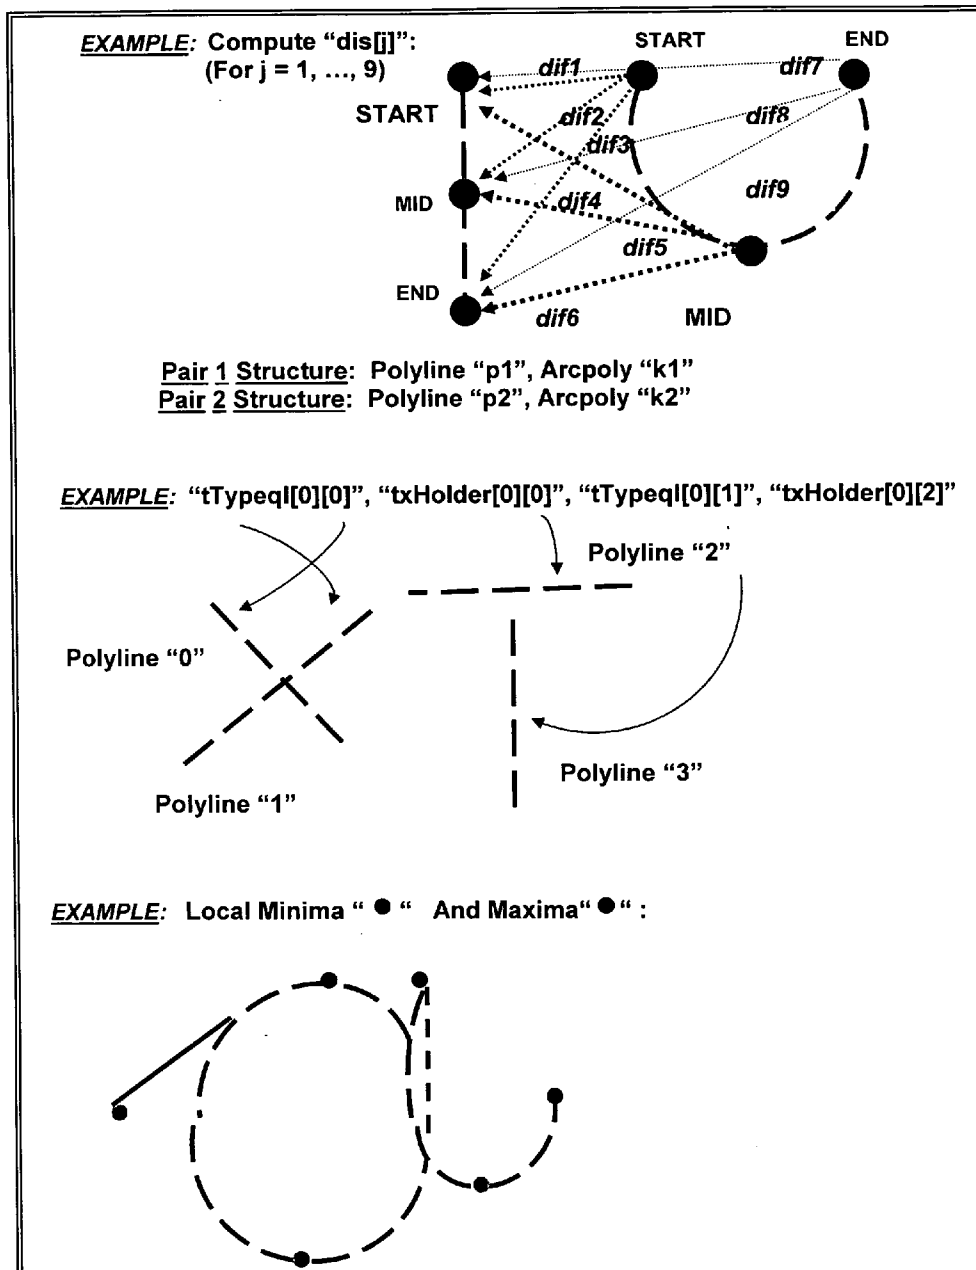 EXAMPLE: Compute “dis[j]”:
(For j = 1, ..., 9)
START
END
dif1
dif7
START
dif2
dif8
dif3
MID
dif4
dif9
dif5
END
dif6
MID
Pair 1 Structure: Polyline “p1”, Arcpoly “k1”
Pair 2 Structure: Polyline “p2”, Arcpoly “k2”
EXAMPLE: “tTypeql[0][0]”, “txHolder[0][0]”, “tTypeql[0][1]”, “txHolder[0][2]”
Polyline “2”
Polyline “0”
Polyline “3”
Polyline “1”
EXAMPLE: Local Minima “ ● “ And Maxima“ ● “ :